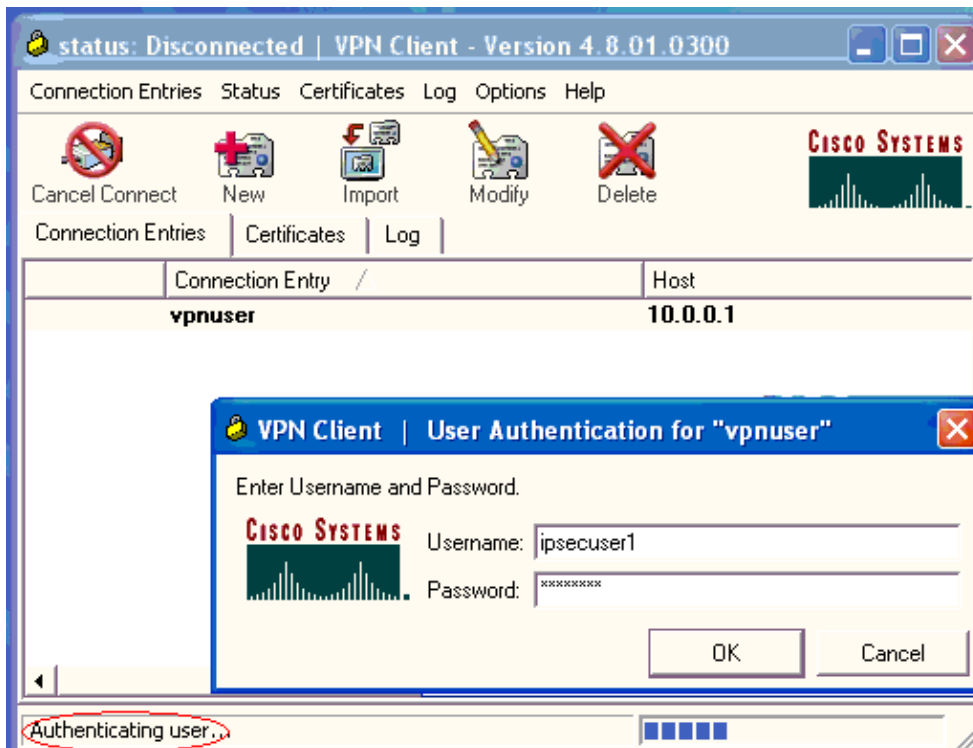 status: Disconnected | VPN Client - Version 4.8.01.0300
Connection Entries Status Certificates Log Options Help
Cancel Connect New Import Modify Delete
CISCO SYSTEMS
Connection Entries Certificates Log
Connection Entry / Host
vpnuser 10.0.0.1
VPN Client | User Authentication for "vpnuser"
Enter Username and Password.
CISCO SYSTEMS
Username: ipsecuser1
Password: ********
OK Cancel
Authenticating user...